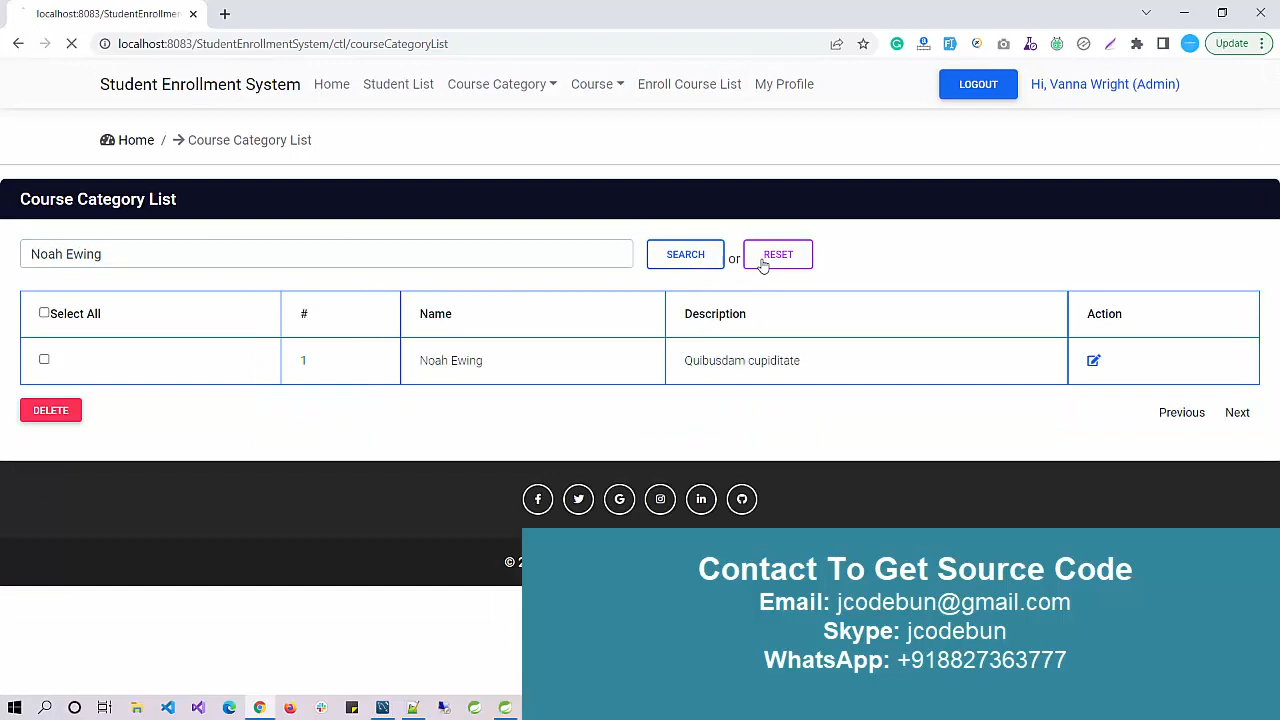 localhost:8083/StudentEnrollmer
localhost:8083/StudentEnrollmentSystem/ctl/courseCategoryList
Update
Student Enrollment System Home Student List Course Category Course Enroll Course List My Profile LOGOUT Hi, Vanna Wright (Admin)
Home / Course Category List
Course Category List
Noah Ewing SEARCH or RESET
Select All # Name Description Action
1 Noah Ewing Quibusdam cupiditate
DELETE Previous Next
© 2
Contact To Get Source Code
Email: jcodebun@gmail.com
Skype: jcodebun
WhatsApp: +918827363777